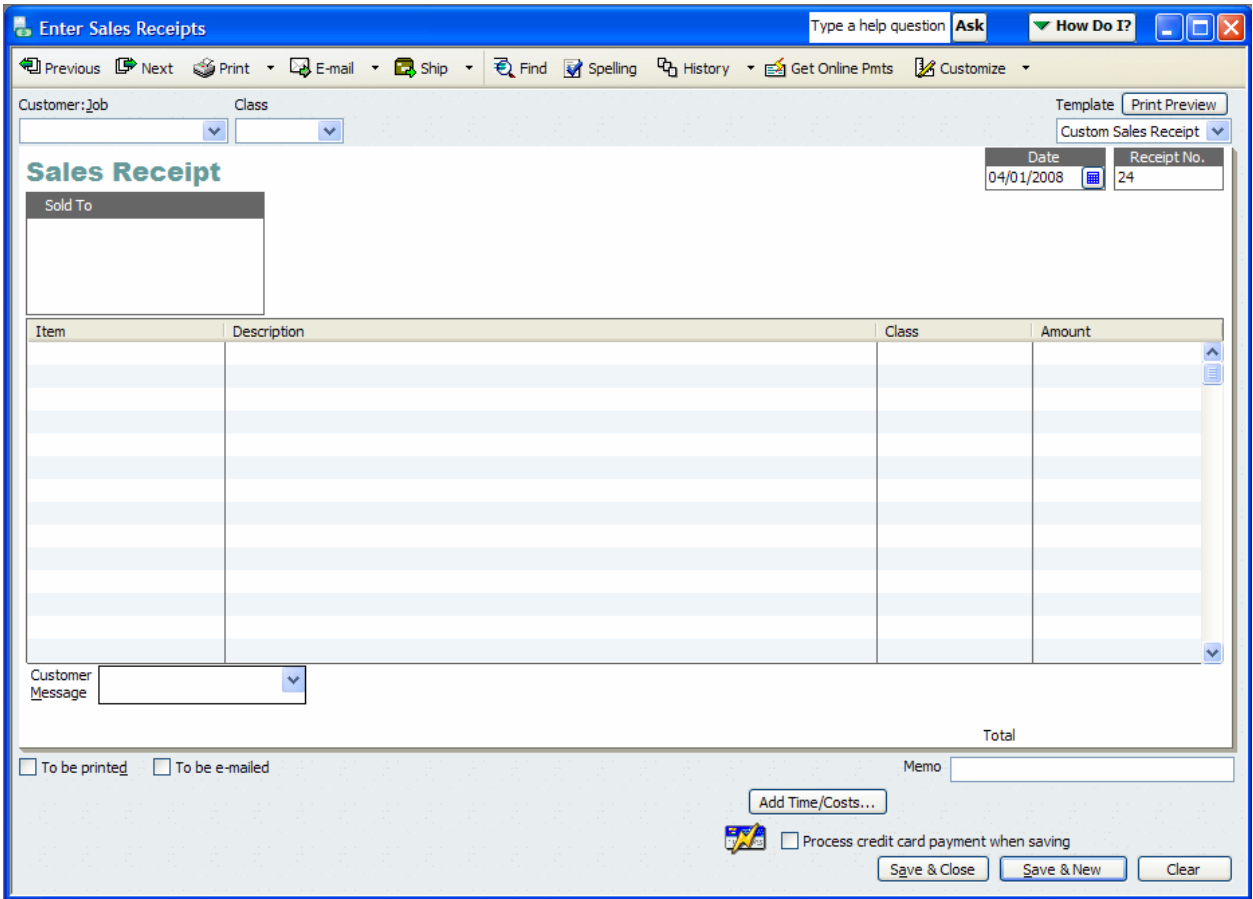 Enter Sales Receipts Type a help question Ask How Do I?
Previous Next Print E-mail Ship Find Spelling History Get Online Pmts Customize
Customer:Job Class Template Print Preview
Custom Sales Receipt
Sales Receipt Date Receipt No.
04/01/2008 24
Sold To
Item Description Class Amount
Customer
Message
Total
To be printed To be e-mailed Memo
Add Time/Costs...
Process credit card payment when saving
Save & Close Save & New Clear